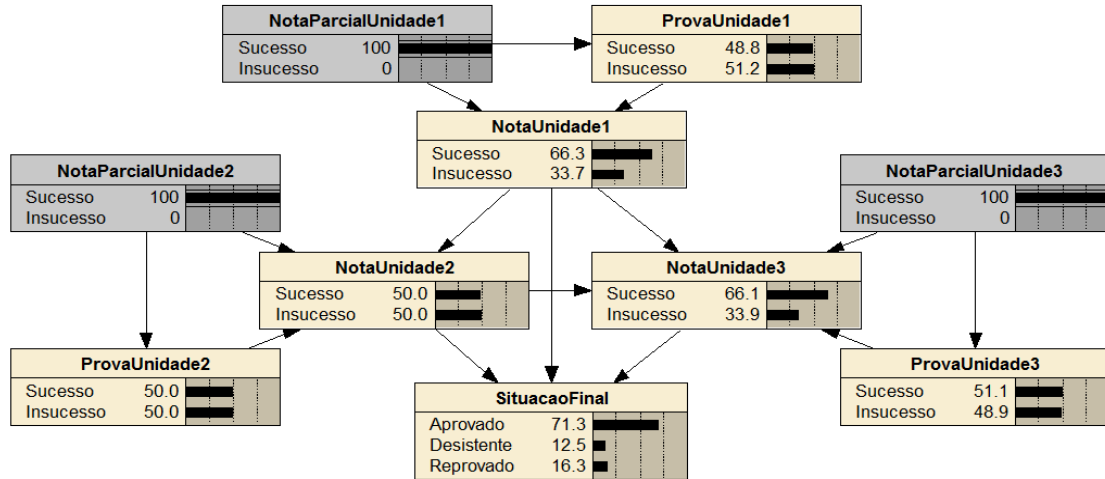 NotaParcialUnidade1
Sucesso 100
Insucesso 0
ProvaUnidade1
Sucesso 48.8
Insucesso 51.2
NotaUnidade1
Sucesso 66.3
Insucesso 33.7
NotaParcialUnidade2
Sucesso 100
Insucesso 0
NotaParcialUnidade3
Sucesso 100
Insucesso 0
NotaUnidade2
Sucesso 50.0
Insucesso 50.0
NotaUnidade3
Sucesso 66.1
Insucesso 33.9
ProvaUnidade2
Sucesso 50.0
Insucesso 50.0
ProvaUnidade3
Sucesso 51.1
Insucesso 48.9
SituacaoFinal
Aprovado 71.3
Desistente 12.5
Reprovado 16.3